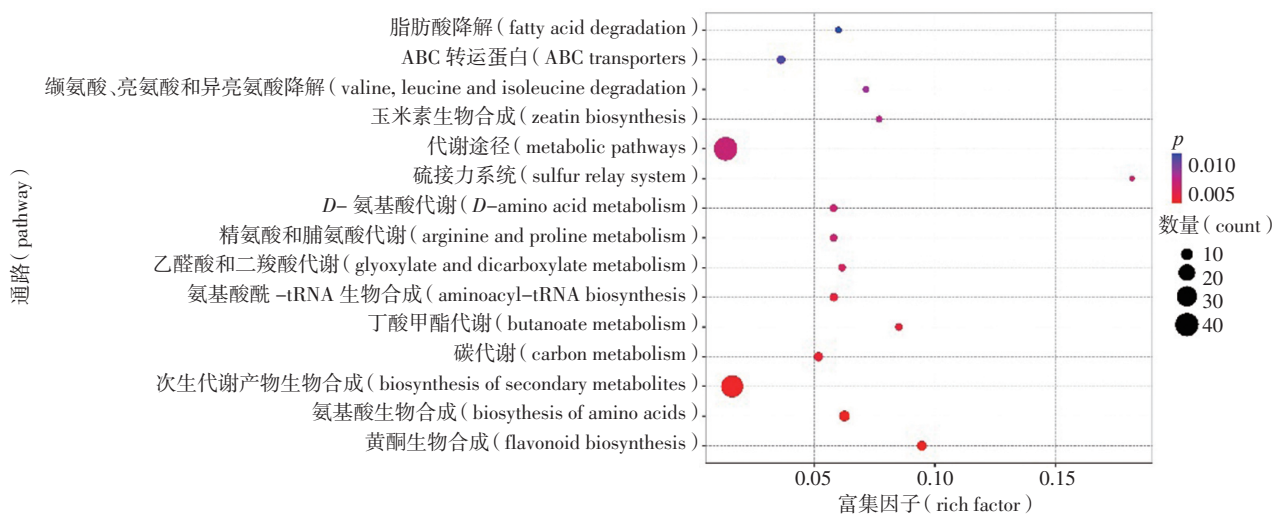 脂肪酸降解(fatty acid degradation)
ABC 转运蛋白(ABC transporters)
缬氨酸、亮氨酸和异亮氨酸降解(valine, leucine and isoleucine degradation)
玉米素生物合成(zeatin biosynthesis)
代谢途径(metabolic pathways)
硫接力系统(sulfur relay system)
D-氨基酸代谢(D-amino acid metabolism)
精氨酸和脯氨酸代谢(arginine and proline metabolism)
乙醛酸和二羧酸代谢(glyoxylate and dicarboxylate metabolism)
氨基酸酰-tRNA 生物合成(aminoacyl-tRNA biosynthesis)
丁酸甲酯代谢(butanoate metabolism)
碳代谢(carbon metabolism)
次生代谢产物生物合成(biosynthesis of secondary metabolites)
氨基酸生物合成(biosythesis of amino acids)
黄酮生物合成(flavonoid biosynthesis)
通路(pathway)
0.05 0.10 0.15
富集因子(rich factor)
p
0.010
0.005
数量(count)
10
20
30
40